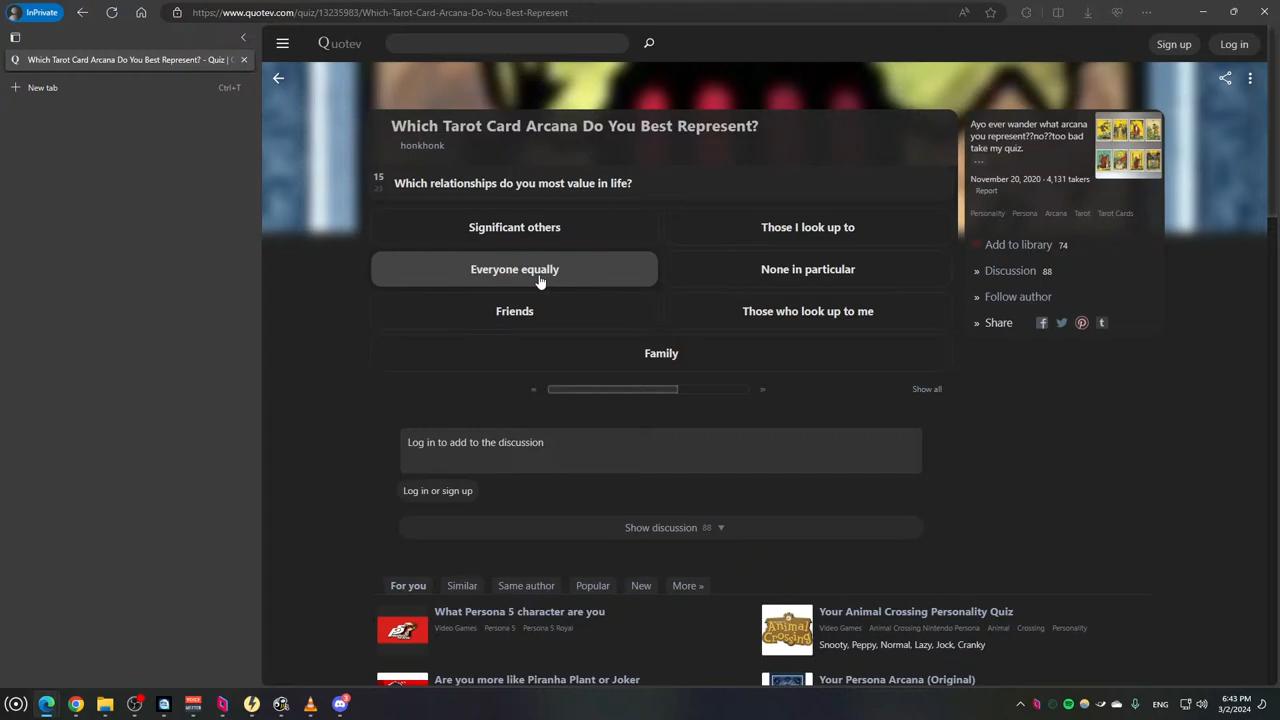 InPrivate
https://www.quotev.com/quiz/13235983/Which-Tarot-Card-Arcana-Do-You-Best-Represent
Q Which Tarot Card Arcana Do You Best Represent? - Quiz |
New tab Ctrl+T
Quotev
Sign up
Log in
Which Tarot Card Arcana Do You Best Represent?
honkhonk
15
23
Which relationships do you most value in life?
Significant others
Those I look up to
Everyone equally
None in particular
Friends
Those who look up to me
Family
Show all
Ayo ever wander what arcana
you represent??no??too bad
take my quiz.
...
November 20, 2020 · 4,131 takers
Report
Personality Persona Arcana Tarot Tarot Cards
Add to library 74
» Discussion 88
» Follow author
» Share
Log in to add to the discussion
Log in or sign up
Show discussion 88 ▼
For you Similar Same author Popular New More »
What Persona 5 character are you
Video Games Persona 5 Persona 5 Royal
Your Animal Crossing Personality Quiz
Video Games Animal Crossing Nintendo Persona Animal Crossing Personality
Snooty, Peppy, Normal, Lazy, Jock, Cranky
Are you more like Piranha Plant or Joker
Your Persona Arcana (Original)
3
ENG
6:43 PM
3/2/2024